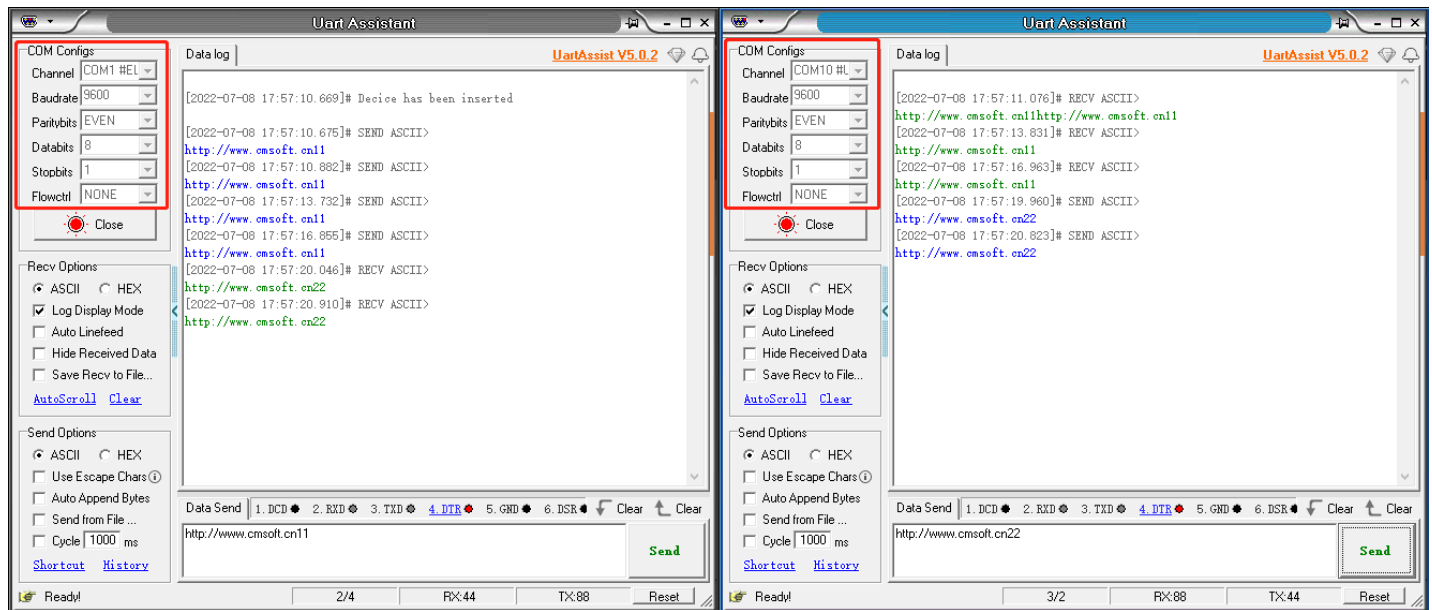 Uart Assistant
COM Configs
Channel COM1 #EL
Baudrate 9600
Paritybits EVEN
Databits 8
Stopbits 1
Flowctrl NONE
Close
Recv Options
ASCII HEX
Log Display Mode
Auto Linefeed
Hide Received Data
Save Recv to File...
AutoScroll Clear
Send Options
ASCII HEX
Use Escape Chars
Auto Append Bytes
Send from File ...
Cycle 1000 ms
Shortcut History
Data log
UartAssist V5.0.2
[2022-07-08 17:57:10.669]# Decice has been inserted
[2022-07-08 17:57:10.675]# SEND ASCII>
http://www.cmsoft.cn11
[2022-07-08 17:57:10.882]# SEND ASCII>
http://www.cmsoft.cn11
[2022-07-08 17:57:13.732]# SEND ASCII>
http://www.cmsoft.cn11
[2022-07-08 17:57:16.855]# SEND ASCII>
http://www.cmsoft.cn11
[2022-07-08 17:57:20.046]# RECV ASCII>
http://www.cmsoft.cn22
[2022-07-08 17:57:20.910]# RECV ASCII>
http://www.cmsoft.cn22
Data Send 1.DCD 2.RXD 3.TXD 4.DTR 5.GND 6.DSR Clear Clear
http://www.cmsoft.cn11
Send
Ready! 2/4 RX:44 TX:88 Reset
Uart Assistant
COM Configs
Channel COM10 #U
Baudrate 9600
Paritybits EVEN
Databits 8
Stopbits 1
Flowctrl NONE
Close
Recv Options
ASCII HEX
Log Display Mode
Auto Linefeed
Hide Received Data
Save Recv to File...
AutoScroll Clear
Send Options
ASCII HEX
Use Escape Chars
Auto Append Bytes
Send from File ...
Cycle 1000 ms
Shortcut History
Data log
UartAssist V5.0.2
[2022-07-08 17:57:11.076]# RECV ASCII>
http://www.cmsoft.cn11http://www.cmsoft.cn11
[2022-07-08 17:57:13.831]# RECV ASCII>
http://www.cmsoft.cn11
[2022-07-08 17:57:16.963]# RECV ASCII>
http://www.cmsoft.cn11
[2022-07-08 17:57:19.960]# SEND ASCII>
http://www.cmsoft.cn22
[2022-07-08 17:57:20.823]# SEND ASCII>
http://www.cmsoft.cn22
Data Send 1.DCD 2.RXD 3.TXD 4.DTR 5.GND 6.DSR Clear Clear
http://www.cmsoft.cn22
Send
Ready! 3/2 RX:88 TX:44 Reset